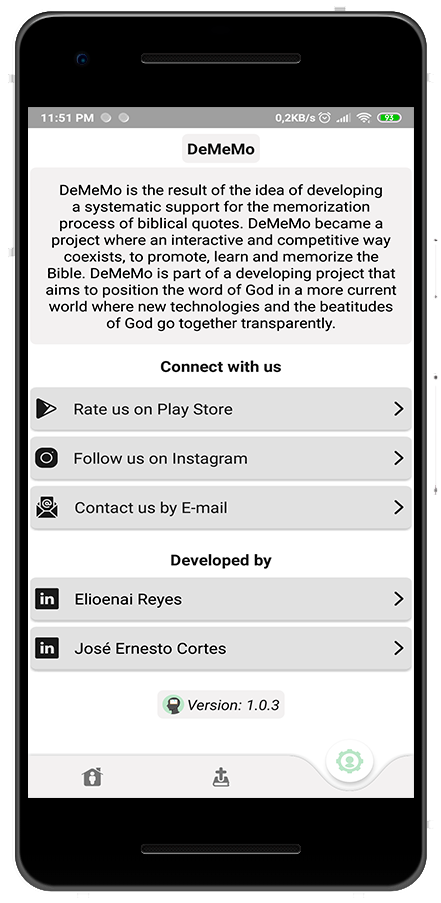 11:51 PM 0,2KB/s 93
DeMeMo
DeMeMo is the result of the idea of developing
a systematic support for the memorization
process of biblical quotes. DeMeMo became a
project where an interactive and competitive way
coexists, to promote, learn and memorize the
Bible. DeMeMo is part of a developing project that
aims to position the word of God in a more current
world where new technologies and the beatitudes
of God go together transparently.
Connect with us
Rate us on Play Store
Follow us on Instagram
Contact us by E-mail
Developed by
in Elioenai Reyes
in José Ernesto Cortes
Version: 1.0.3